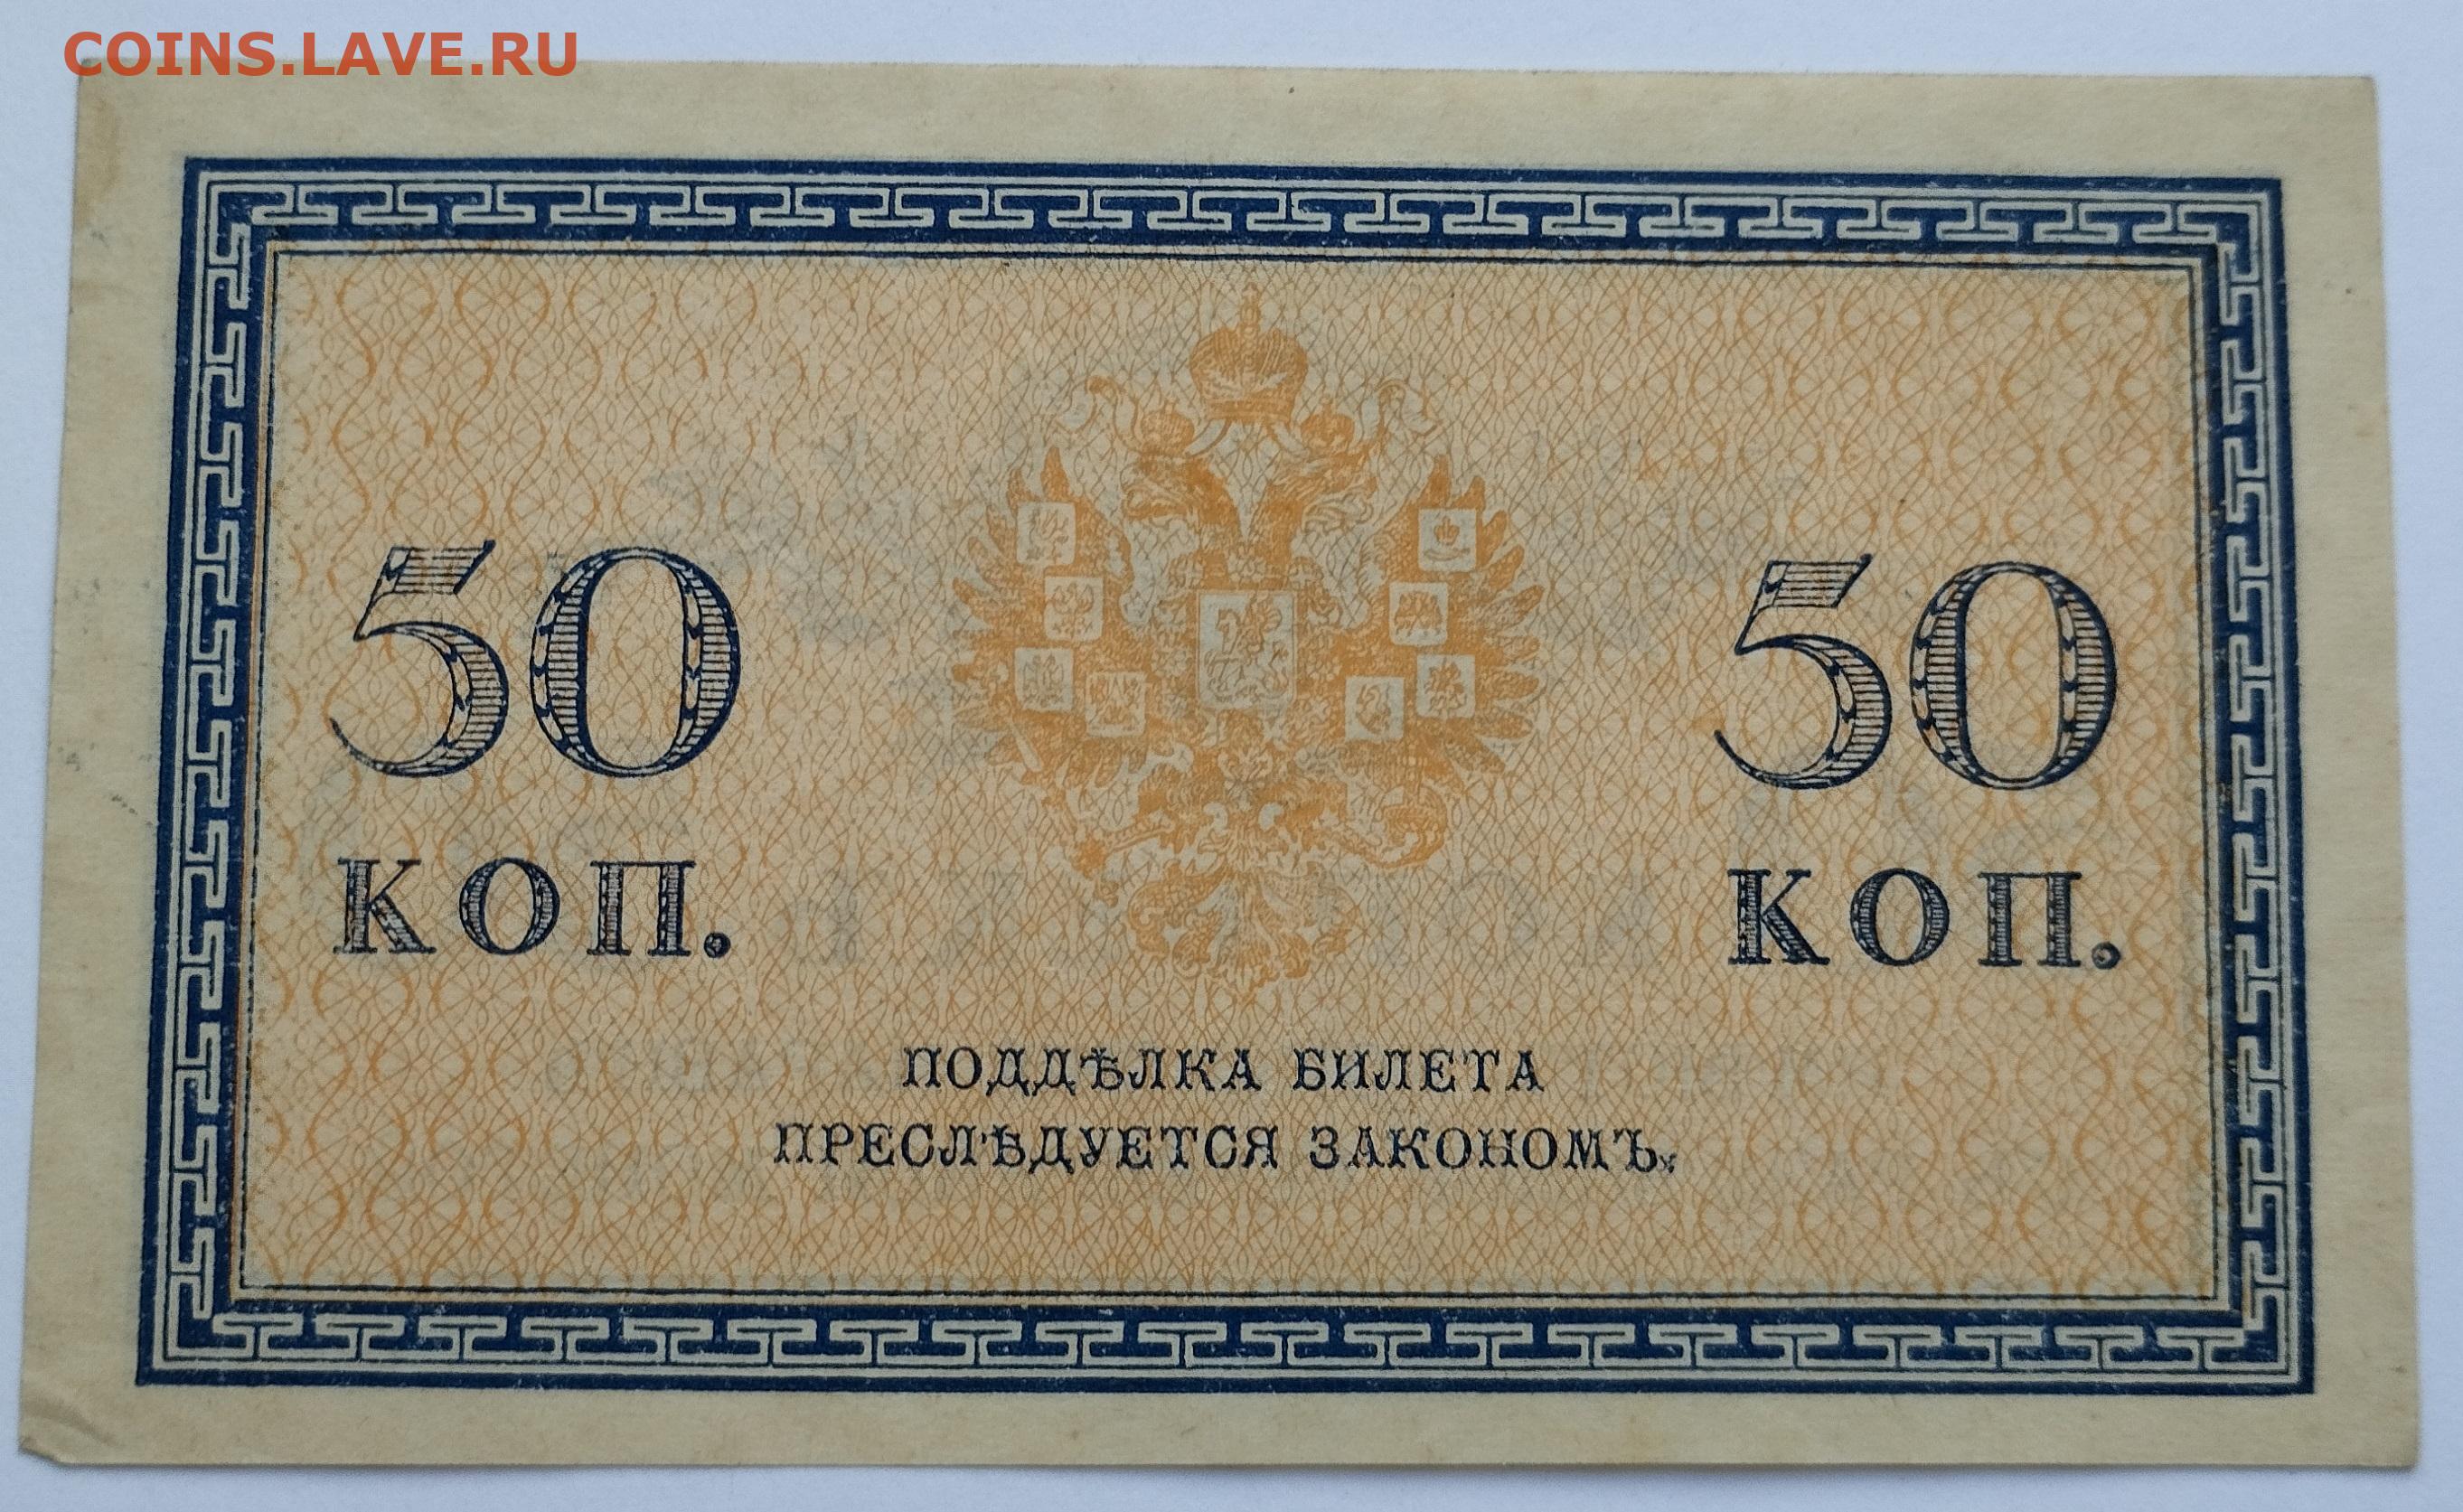 COINS.LAVE.RU
50
КОП.
50
КОП.
ПОДДѢЛКА БИЛЕТА
ПРЕСЛѢДУЕТСЯ ЗАКОНОМЪ.